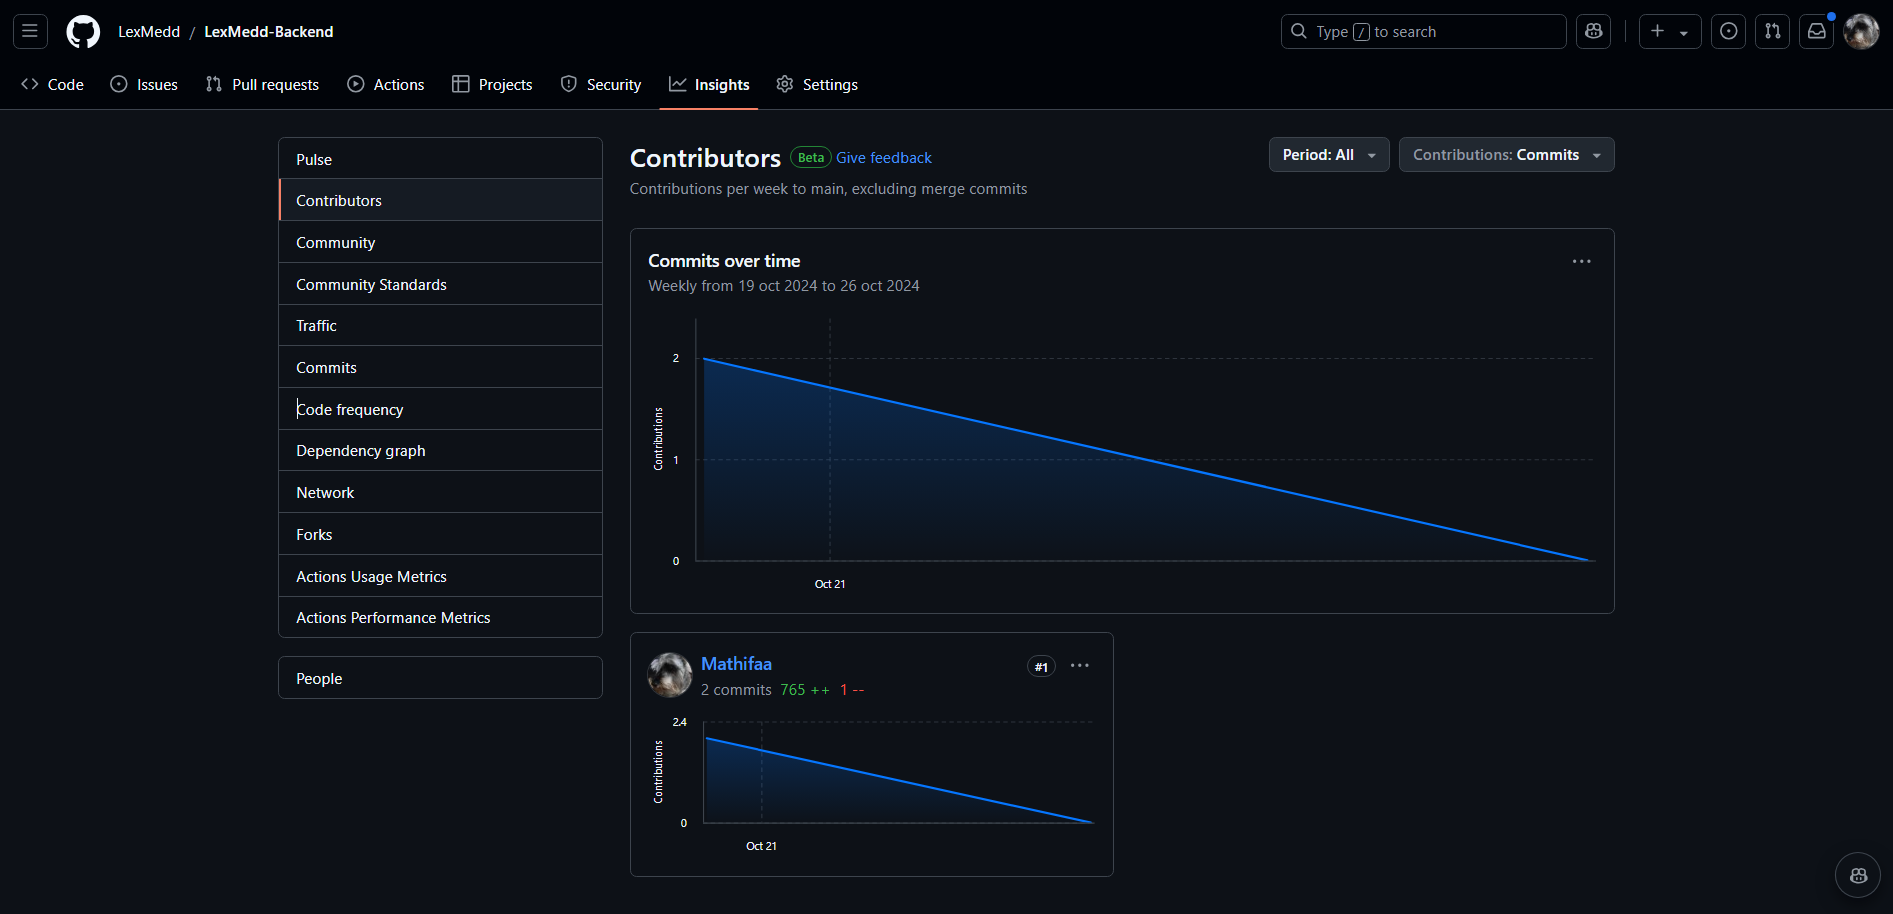 LexMedd / LexMedd-Backend
Type / to search
Code Issues Pull requests Actions Projects Security Insights Settings
Pulse
Contributors
Community
Community Standards
Traffic
Commits
Code frequency
Dependency graph
Network
Forks
Actions Usage Metrics
Actions Performance Metrics
People
Contributors Beta Give feedback
Contributions per week to main, excluding merge commits
Period: All
Contributions: Commits
Commits over time
Weekly from 19 oct 2024 to 26 oct 2024
Contributions
2
1
0
Oct 21
Mathifaa
#1
2 commits 765 ++ 1 --
Contributions
2.4
0
Oct 21